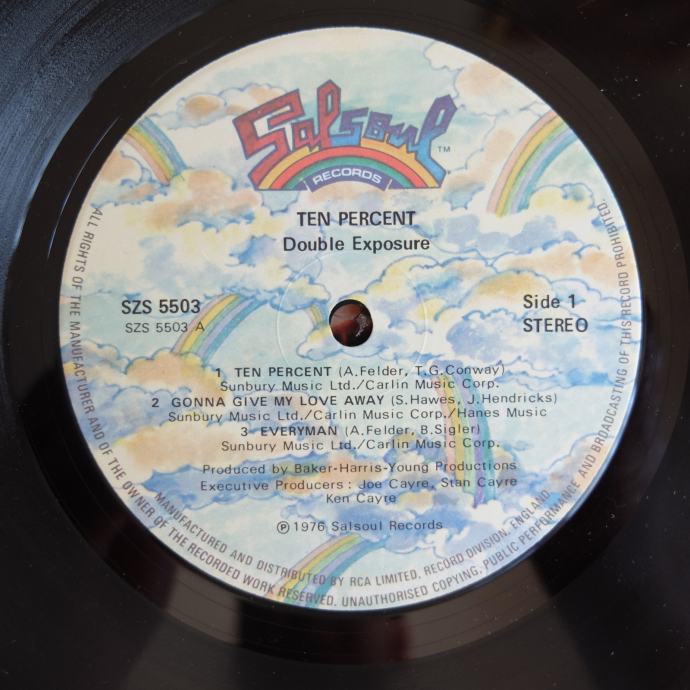 Salsoul TM
RECORDS
TEN PERCENT
Double Exposure
SZS 5503
SZS 5503 A
Side 1
STEREO
1 TEN PERCENT (A.Felder, T.G.Conway)
Sunbury Music Ltd./Carlin Music Corp.
2 GONNA GIVE MY LOVE AWAY (S.Hawes, J.Hendricks)
Sunbury Music Ltd./Carlin Music Corp./Hanes Music
3 EVERYMAN (A.Felder, B.Sigler)
Sunbury Music Ltd./Carlin Music Corp.
Produced by Baker-Harris-Young Productions
Executive Producers : Joe Cayre, Stan Cayre
Ken Cayre
℗ 1976 Salsoul Records
MANUFACTURED AND DISTRIBUTED BY RCA LIMITED, RECORD DIVISION, ENGLAND
ALL RIGHTS OF THE MANUFACTURER AND OF THE OWNER OF THE RECORDED WORK RESERVED. UNAUTHORISED COPYING, PUBLIC PERFORMANCE AND BROADCASTING OF THIS RECORD PROHIBITED.